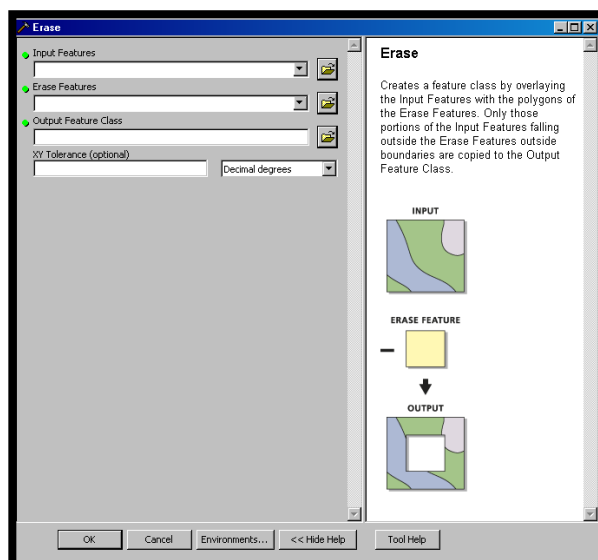 Erase
Input Features
Erase Features
Output Feature Class
XY Tolerance (optional)
Decimal degrees
Erase
Creates a feature class by overlaying
the Input Features with the polygons of
the Erase Features. Only those
portions of the Input Features falling
outside the Erase Features outside
boundaries are copied to the Output
Feature Class.
INPUT
ERASE FEATURE
OUTPUT
OK
Cancel
Environments...
<< Hide Help
Tool Help